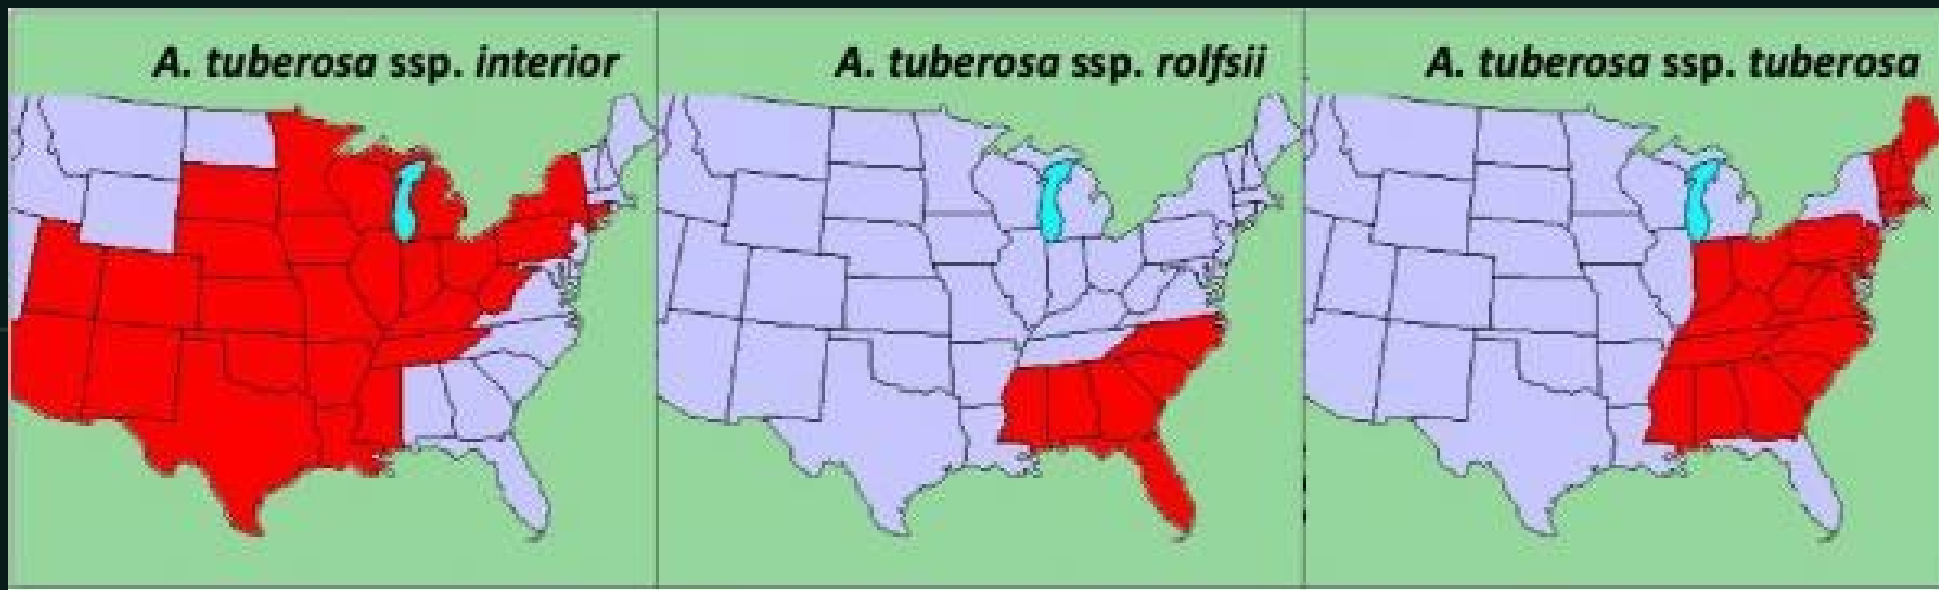 A. tuberosa ssp. interior
A. tuberosa ssp. rolfsii
A. tuberosa ssp. tuberosa